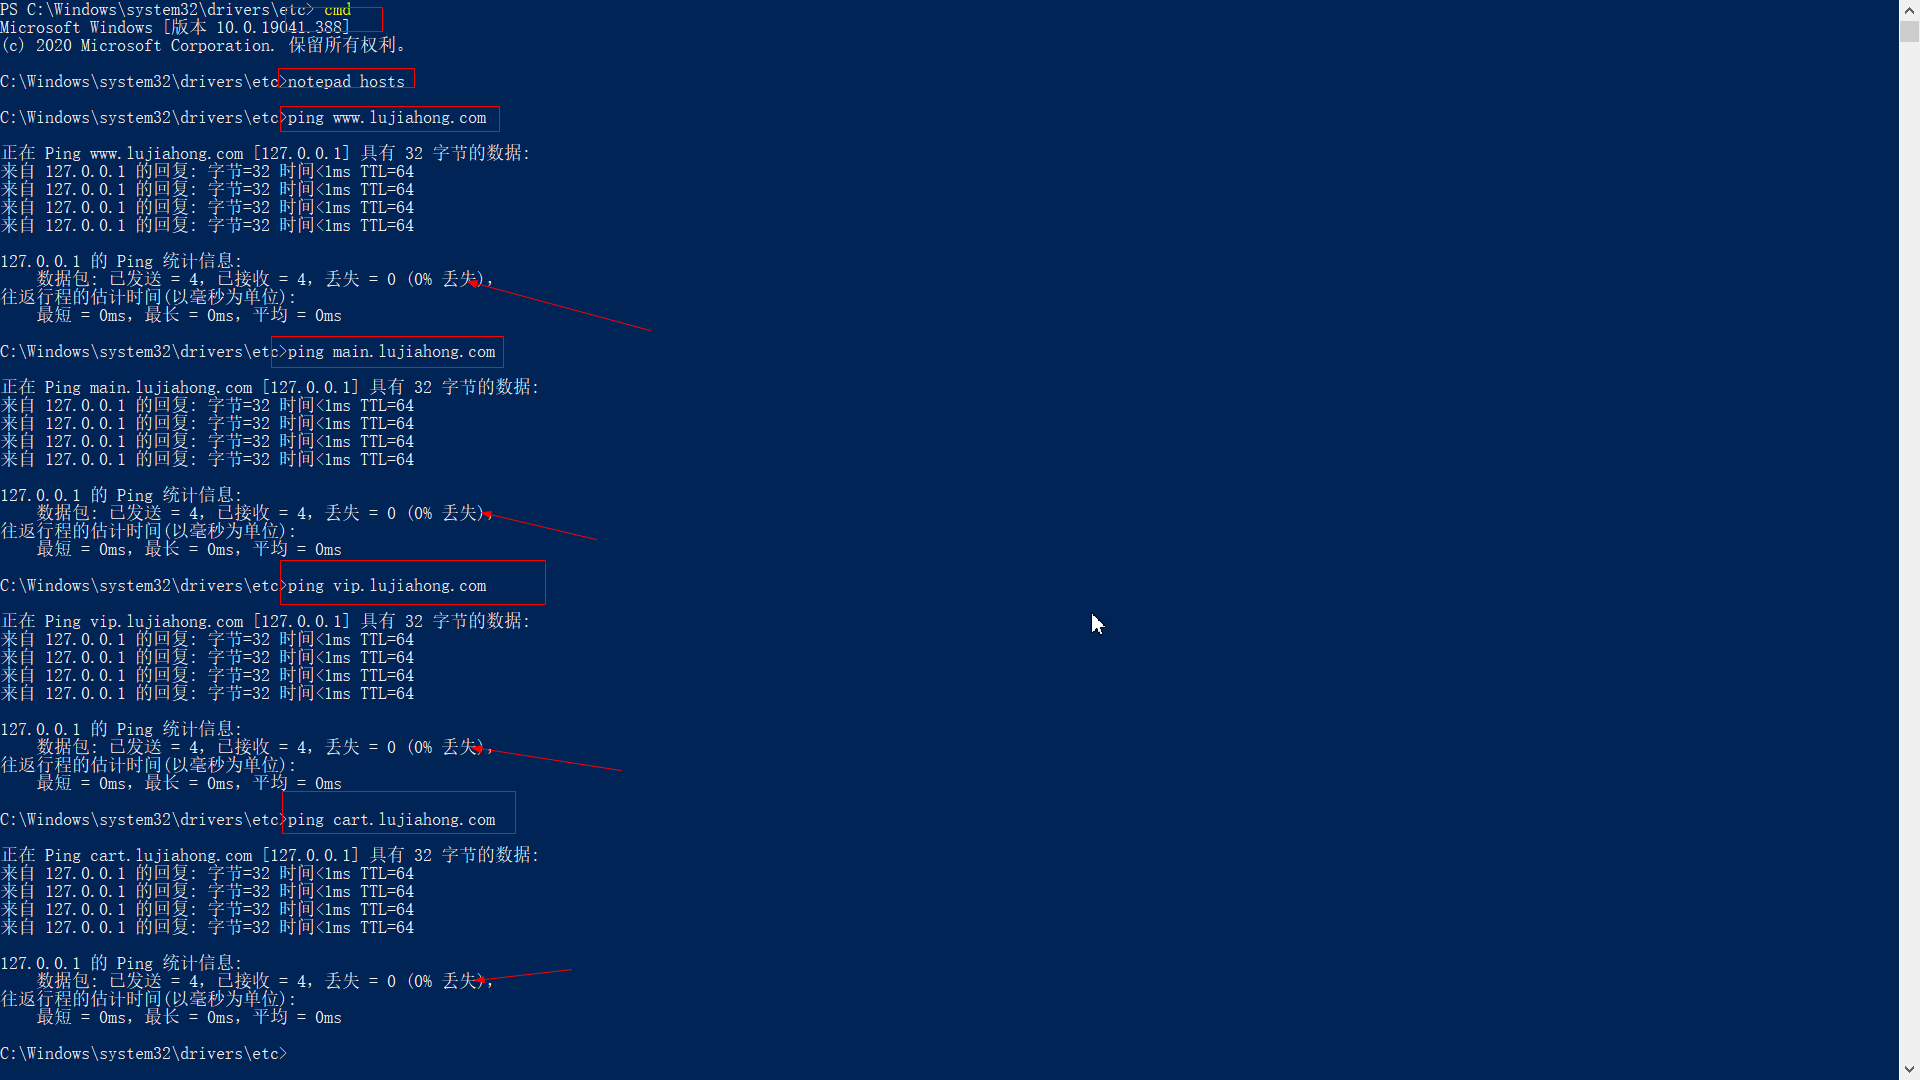 PS C:\Windows\system32\drivers\etc> cmd
Microsoft Windows [版本 10.0.19041.388]
(c) 2020 Microsoft Corporation. 保留所有权利。
C:\Windows\system32\drivers\etc>notepad hosts
C:\Windows\system32\drivers\etc>ping www.lujiahong.com
正在 Ping www.lujiahong.com [127.0.0.1] 具有 32 字节的数据:
来自 127.0.0.1 的回复: 字节=32 时间<1ms TTL=64
来自 127.0.0.1 的回复: 字节=32 时间<1ms TTL=64
来自 127.0.0.1 的回复: 字节=32 时间<1ms TTL=64
来自 127.0.0.1 的回复: 字节=32 时间<1ms TTL=64
127.0.0.1 的 Ping 统计信息:
    数据包: 已发送 = 4，已接收 = 4，丢失 = 0 (0% 丢失)，
往返行程的估计时间(以毫秒为单位):
    最短 = 0ms，最长 = 0ms，平均 = 0ms
C:\Windows\system32\drivers\etc>ping main.lujiahong.com
正在 Ping main.lujiahong.com [127.0.0.1] 具有 32 字节的数据:
来自 127.0.0.1 的回复: 字节=32 时间<1ms TTL=64
来自 127.0.0.1 的回复: 字节=32 时间<1ms TTL=64
来自 127.0.0.1 的回复: 字节=32 时间<1ms TTL=64
来自 127.0.0.1 的回复: 字节=32 时间<1ms TTL=64
127.0.0.1 的 Ping 统计信息:
    数据包: 已发送 = 4，已接收 = 4，丢失 = 0 (0% 丢失)，
往返行程的估计时间(以毫秒为单位):
    最短 = 0ms，最长 = 0ms，平均 = 0ms
C:\Windows\system32\drivers\etc>ping vip.lujiahong.com
正在 Ping vip.lujiahong.com [127.0.0.1] 具有 32 字节的数据:
来自 127.0.0.1 的回复: 字节=32 时间<1ms TTL=64
来自 127.0.0.1 的回复: 字节=32 时间<1ms TTL=64
来自 127.0.0.1 的回复: 字节=32 时间<1ms TTL=64
来自 127.0.0.1 的回复: 字节=32 时间<1ms TTL=64
127.0.0.1 的 Ping 统计信息:
    数据包: 已发送 = 4，已接收 = 4，丢失 = 0 (0% 丢失)，
往返行程的估计时间(以毫秒为单位):
    最短 = 0ms，最长 = 0ms，平均 = 0ms
C:\Windows\system32\drivers\etc>ping cart.lujiahong.com
正在 Ping cart.lujiahong.com [127.0.0.1] 具有 32 字节的数据:
来自 127.0.0.1 的回复: 字节=32 时间<1ms TTL=64
来自 127.0.0.1 的回复: 字节=32 时间<1ms TTL=64
来自 127.0.0.1 的回复: 字节=32 时间<1ms TTL=64
来自 127.0.0.1 的回复: 字节=32 时间<1ms TTL=64
127.0.0.1 的 Ping 统计信息:
    数据包: 已发送 = 4，已接收 = 4，丢失 = 0 (0% 丢失)，
往返行程的估计时间(以毫秒为单位):
    最短 = 0ms，最长 = 0ms，平均 = 0ms
C:\Windows\system32\drivers\etc>